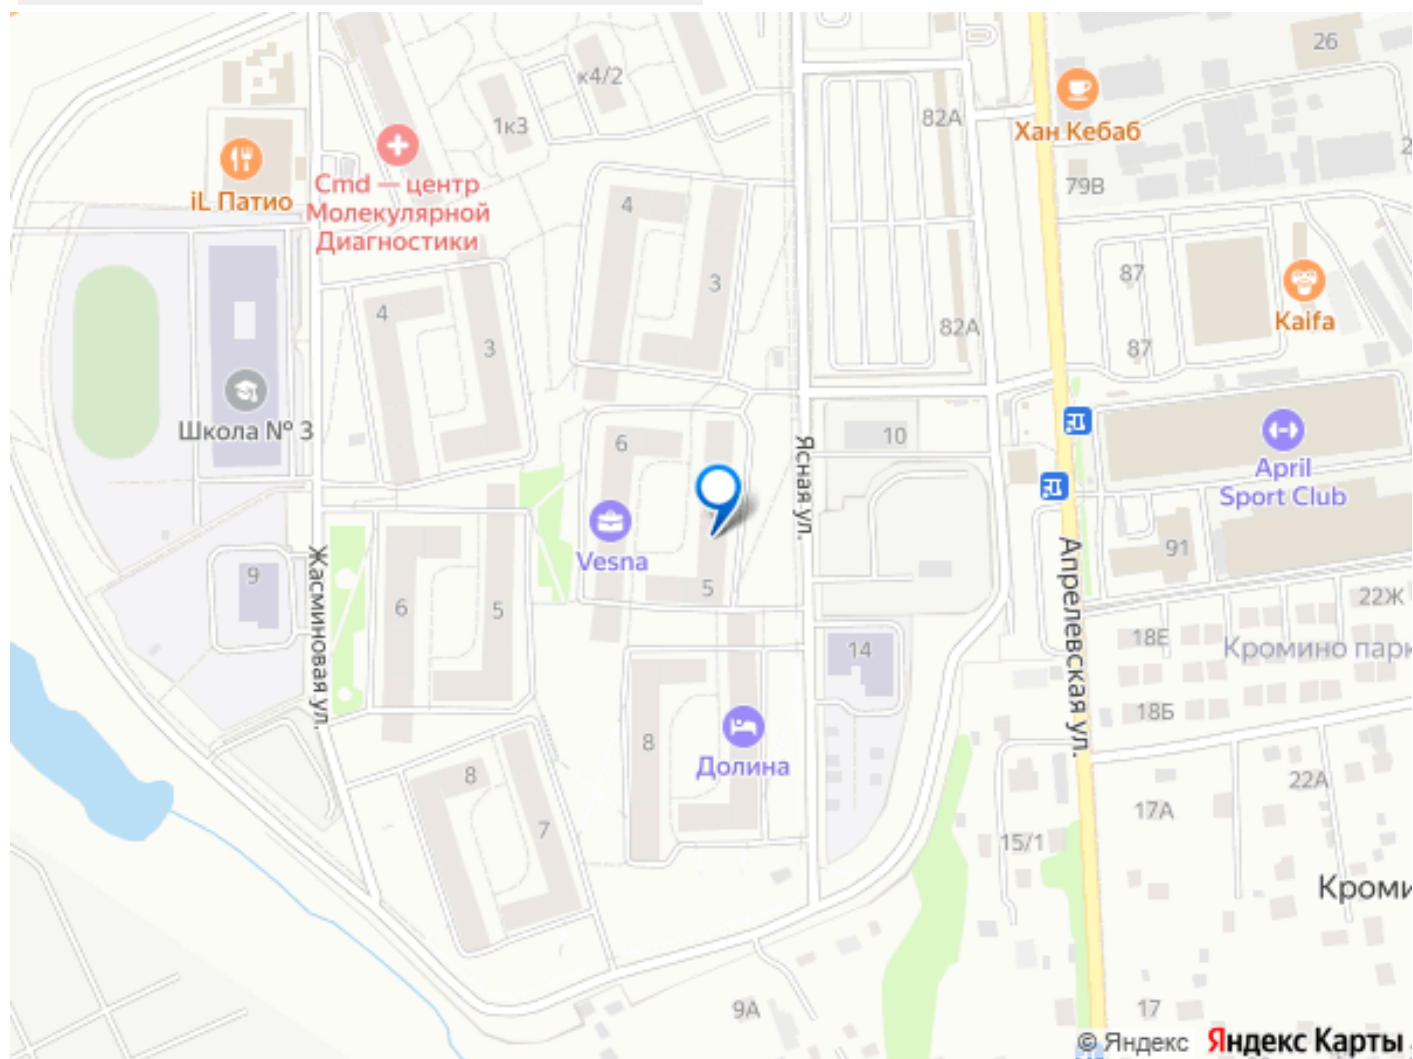 26
к4/2
82А
1к3
Хан Кебаб
79В
iL Патио
Cmd — центр
Молекулярной
Диагностики
4
3
87
Kaifa
4
3
82А
87
Школа № 3
6
10
Ясная ул.
April
Sport Club
Vesna
5
91
Апрелевская ул.
9
Жасминовая ул.
6
5
22Ж
18Е
Кромино парк
14
18Б
8
Долина
8
7
22А
17А
15/1
Кроми
9А
17
© Яндекс
Яндекс Карты